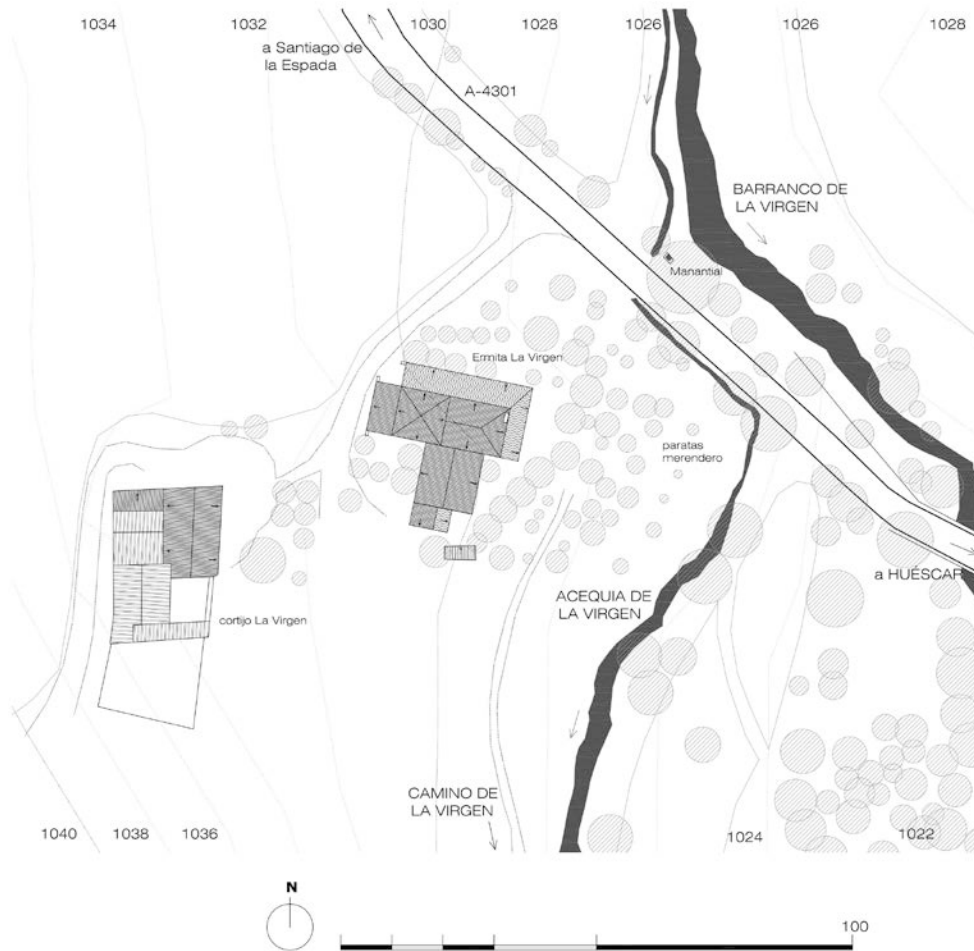 1034
1032
1030
1028
1026
1026
1028
a Santiago de
la Espada
A-4301
BARRANCO DE
LA VIRGEN
Manantial
Ermita La Virgen
paratas
merendero
a HUÉSCAR
ACEQUIA DE
LA VIRGEN
cortijo La Virgen
CAMINO DE
LA VIRGEN
1040
1038
1036
1024
1022
N
100